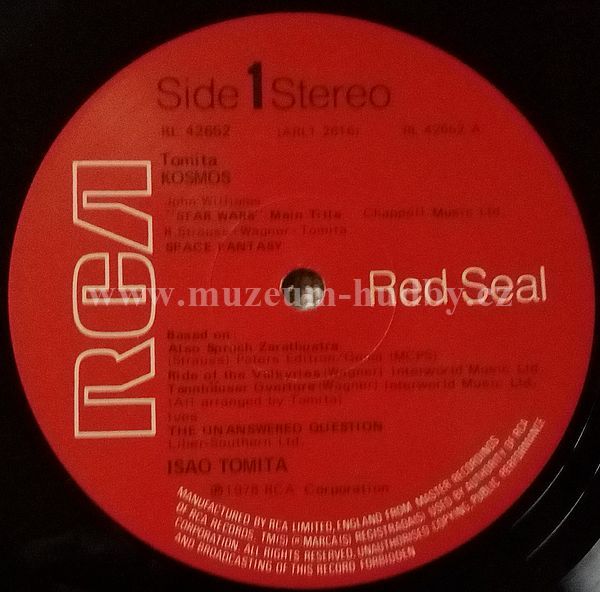 Side 1 Stereo
RL 42652 (ARL1 2616) RL 42652 A
Tomita
KOSMOS
John Williams
"STAR WARS" Main Title Chappell Music Ltd.
R.Strauss-Wagner-Tomita
SPACE FANTASY
RCA
Red Seal
www.muzeum-hudby.cz
Based on:
Also Spruch Zarathustra
(Strauss) Peters Edition/ (MCPS)
Ride of the Valkyries (Wagner) Interworld Music Ltd.
Tannhauser Overture (Wagner) Interworld Music Ltd.
(All arranged by Tomita)
Ives
THE UNANSWERED QUESTION
Liber-Southern Ltd.
ISAO TOMITA
℗ 1978 RCA Corporation
MANUFACTURED BY RCA LIMITED, ENGLAND FROM MASTER RECORDINGS
OF RCA RECORDS. TM(S) ® MARCA(S) REGISTRADA(S) USED BY AUTHORITY OF RCA
CORPORATION. ALL RIGHTS RESERVED. UNAUTHORISED COPYING, PUBLIC PERFORMANCE
AND BROADCASTING OF THIS RECORD FORBIDDEN